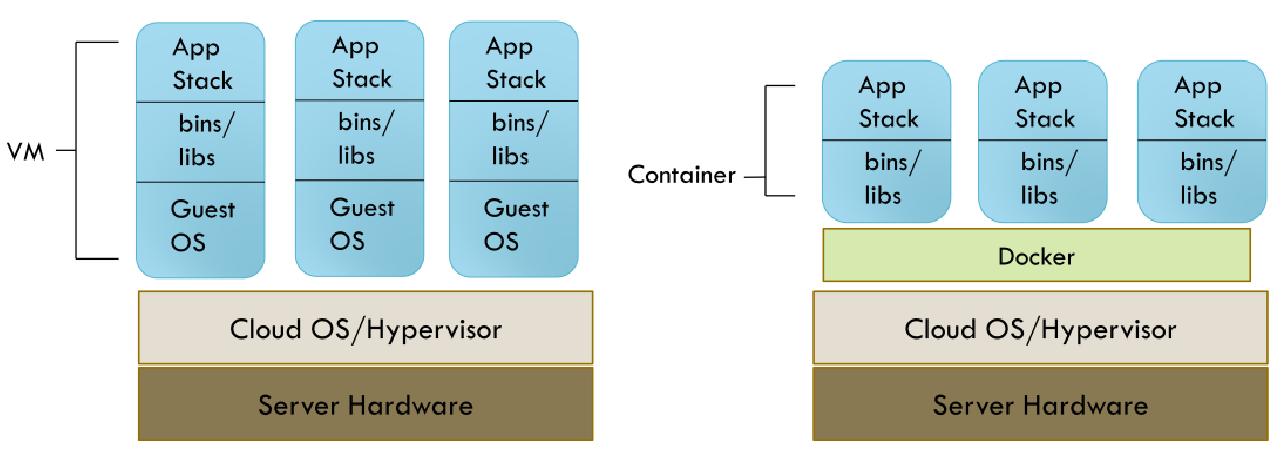 VM
App
Stack
bins/
libs
Guest
OS
App
Stack
bins/
libs
Guest
OS
App
Stack
bins/
libs
Guest
OS
Cloud OS/Hypervisor
Server Hardware
Container
App
Stack
bins/
libs
App
Stack
bins/
libs
App
Stack
bins/
libs
Docker
Cloud OS/Hypervisor
Server Hardware